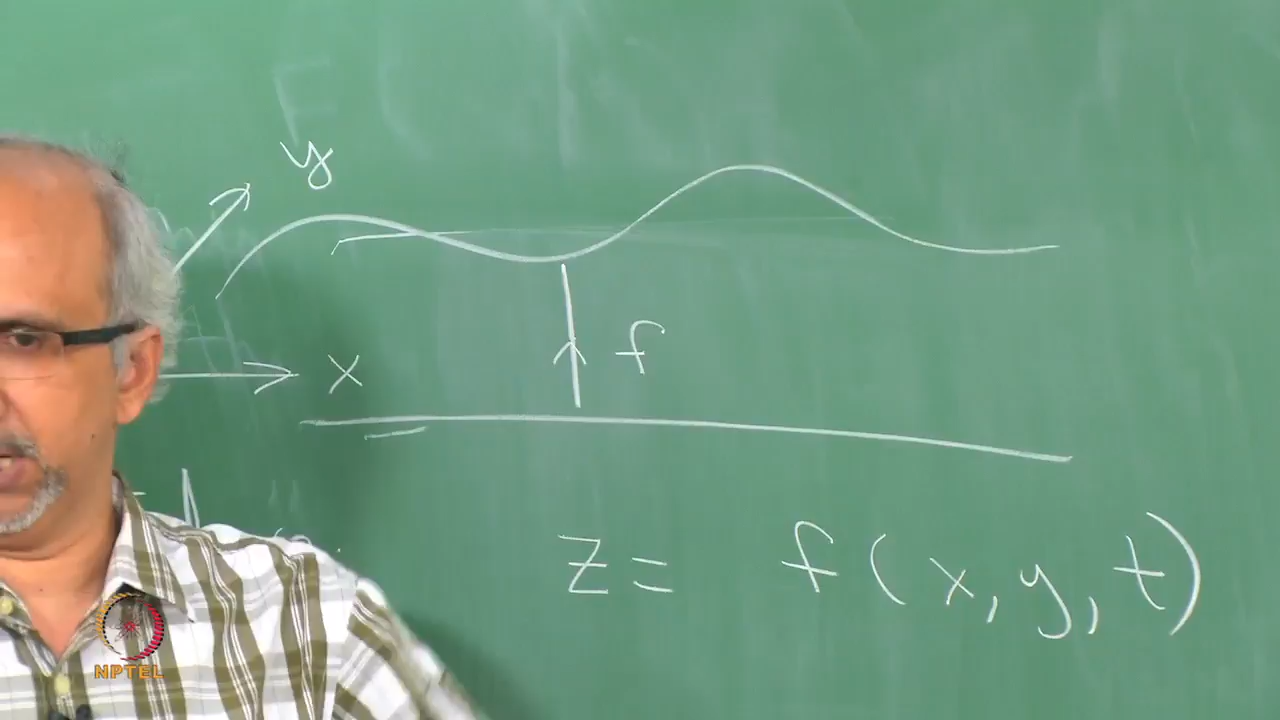 y
f
x
z = f(x, y, t)
NPTEL